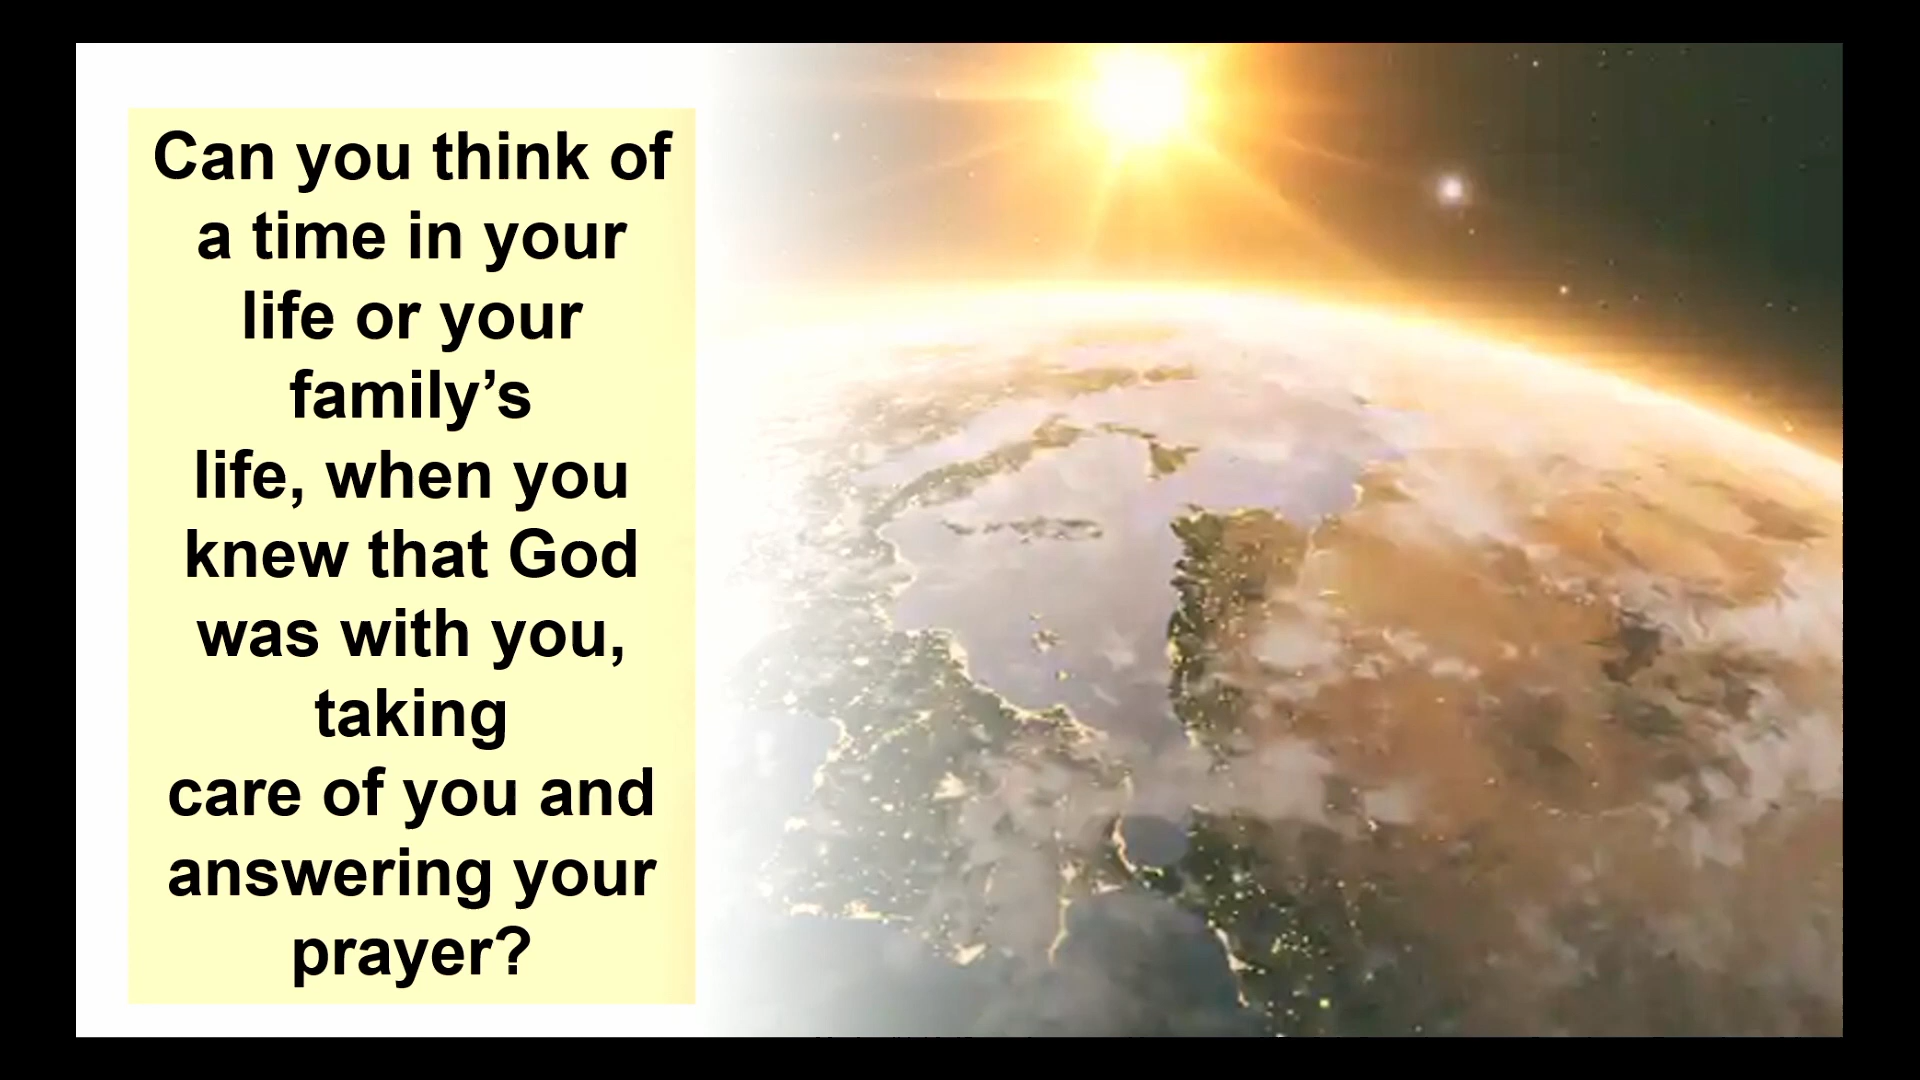 Can you think of
a time in your
life or your
family’s
life, when you
knew that God
was with you,
taking
care of you and
answering your
prayer?